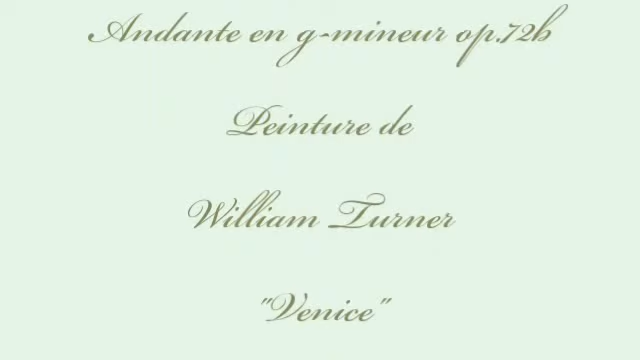 Andante en g-mineur op.72b
Peinture de
William Turner
"Venice"